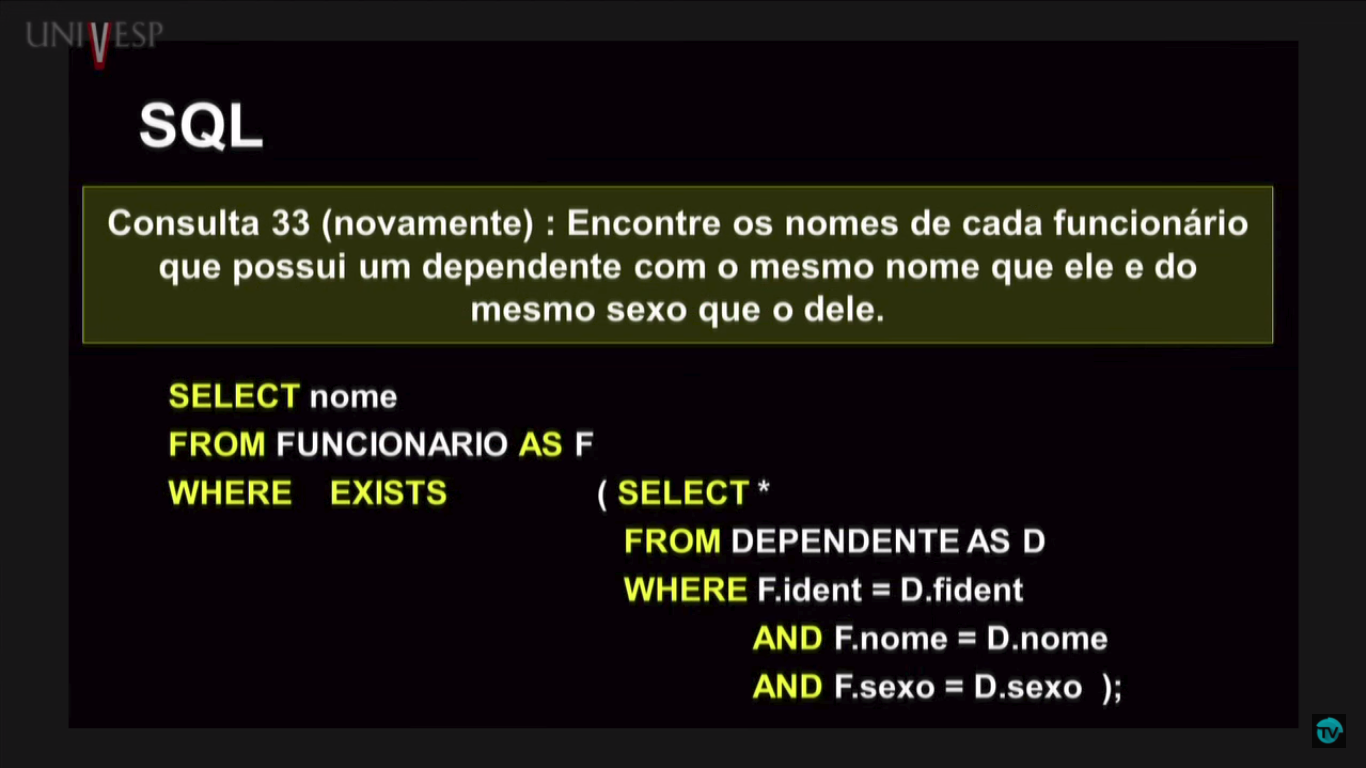 UNIVESP
SQL
Consulta 33 (novamente) : Encontre os nomes de cada funcionário
que possui um dependente com o mesmo nome que ele e do
mesmo sexo que o dele.
SELECT nome
FROM FUNCIONARIO AS F
WHERE EXISTS ( SELECT *
FROM DEPENDENTE AS D
WHERE F.ident = D.fident
AND F.nome = D.nome
AND F.sexo = D.sexo );
TV